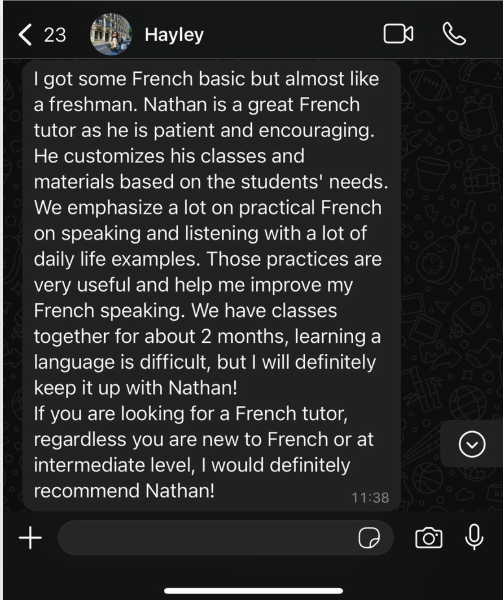 23
Hayley
I got some French basic but almost like
a freshman. Nathan is a great French
tutor as he is patient and encouraging.
He customizes his classes and
materials based on the students' needs.
We emphasize a lot on practical French
on speaking and listening with a lot of
daily life examples. Those practices are
very useful and help me improve my
French speaking. We have classes
together for about 2 months, learning a
language is difficult, but I will definitely
keep it up with Nathan!
If you are looking for a French tutor,
regardless you are new to French or at
intermediate level, I would definitely
recommend Nathan!
11:38